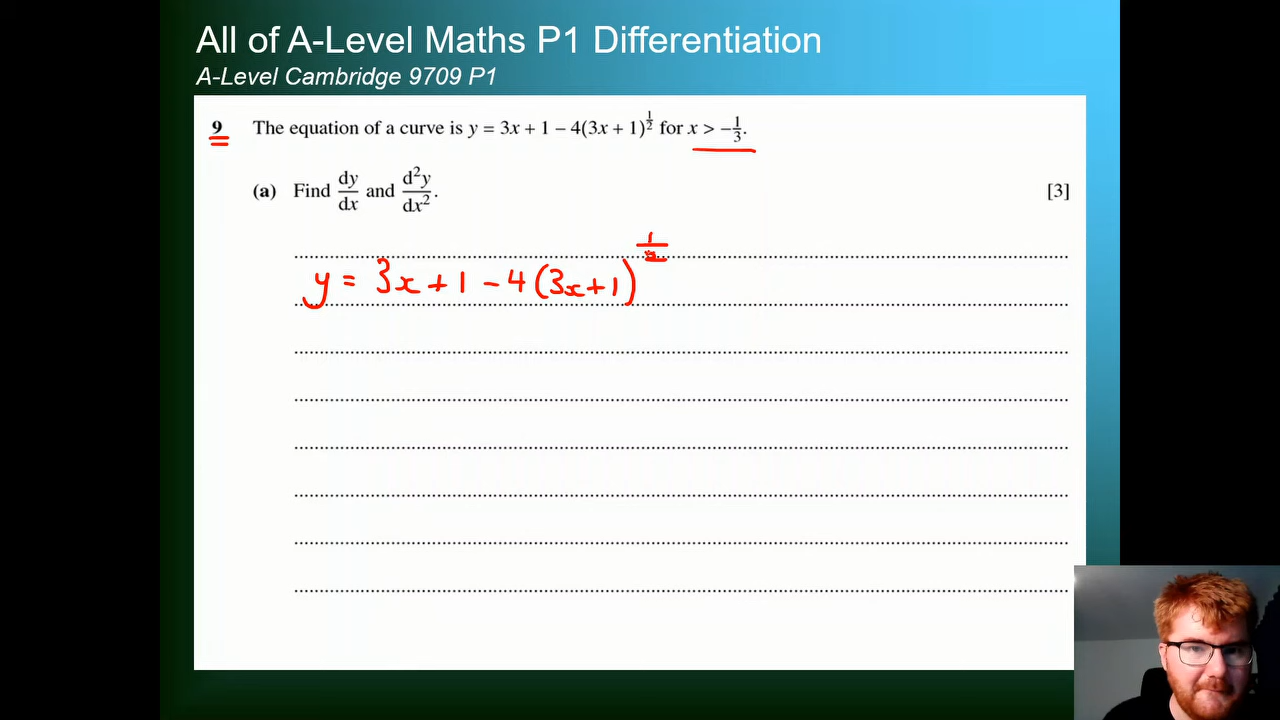 All of A-Level Maths P1 Differentiation
A-Level Cambridge 9709 P1
9 The equation of a curve is y = 3x + 1 − 4(3x + 1)^{1/2} for x > −1/3.
(a) Find dy/dx and d²y/dx². [3]
y = 3x + 1 − 4(3x+1)^{1/2}